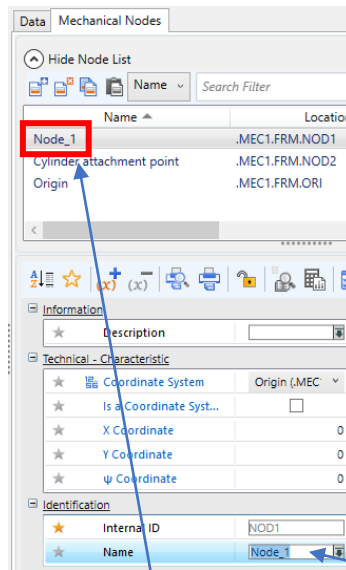 Data Mechanical Nodes
Hide Node List
Name Search Filter
Name Locatio
Node_1 .MEC1.FRM.NOD1
Cylinder attachment point .MEC1.FRM.NOD2
Origin .MEC1.FRM.ORI
Information
Description
Technical - Characteristic
Coordinate System Origin (.MEC
Is a Coordinate Syst...
X Coordinate 0
Y Coordinate 0
ψ Coordinate 0
Identification
Internal ID NOD1
Name Node_1